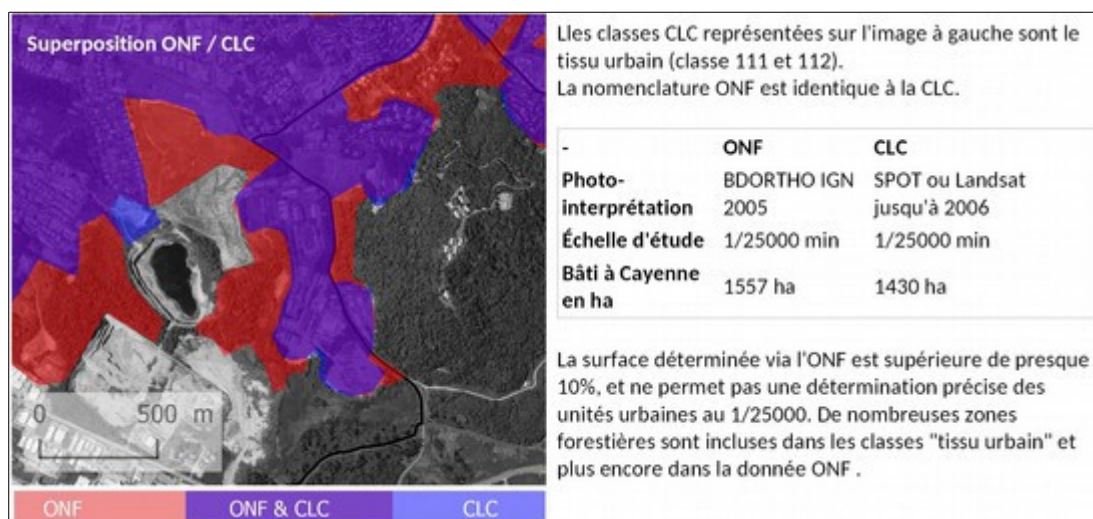 Superposition ONF / CLC
0 500 m
ONF ONF & CLC CLC
Lles classes CLC représentées sur l'image à gauche sont le
tissu urbain (classe 111 et 112).
La nomenclature ONF est identique à la CLC.
- ONF CLC
Photo-
interprétation
BDORTHO IGN
2005
SPOT ou Landsat
jusqu'à 2006
Échelle d'étude 1/25000 min 1/25000 min
Bâti à Cayenne
en ha
1557 ha 1430 ha
La surface déterminée via l'ONF est supérieure de presque
10%, et ne permet pas une détermination précise des
unités urbaines au 1/25000. De nombreuses zones
forestières sont incluses dans les classes "tissu urbain" et
plus encore dans la donnée ONF .